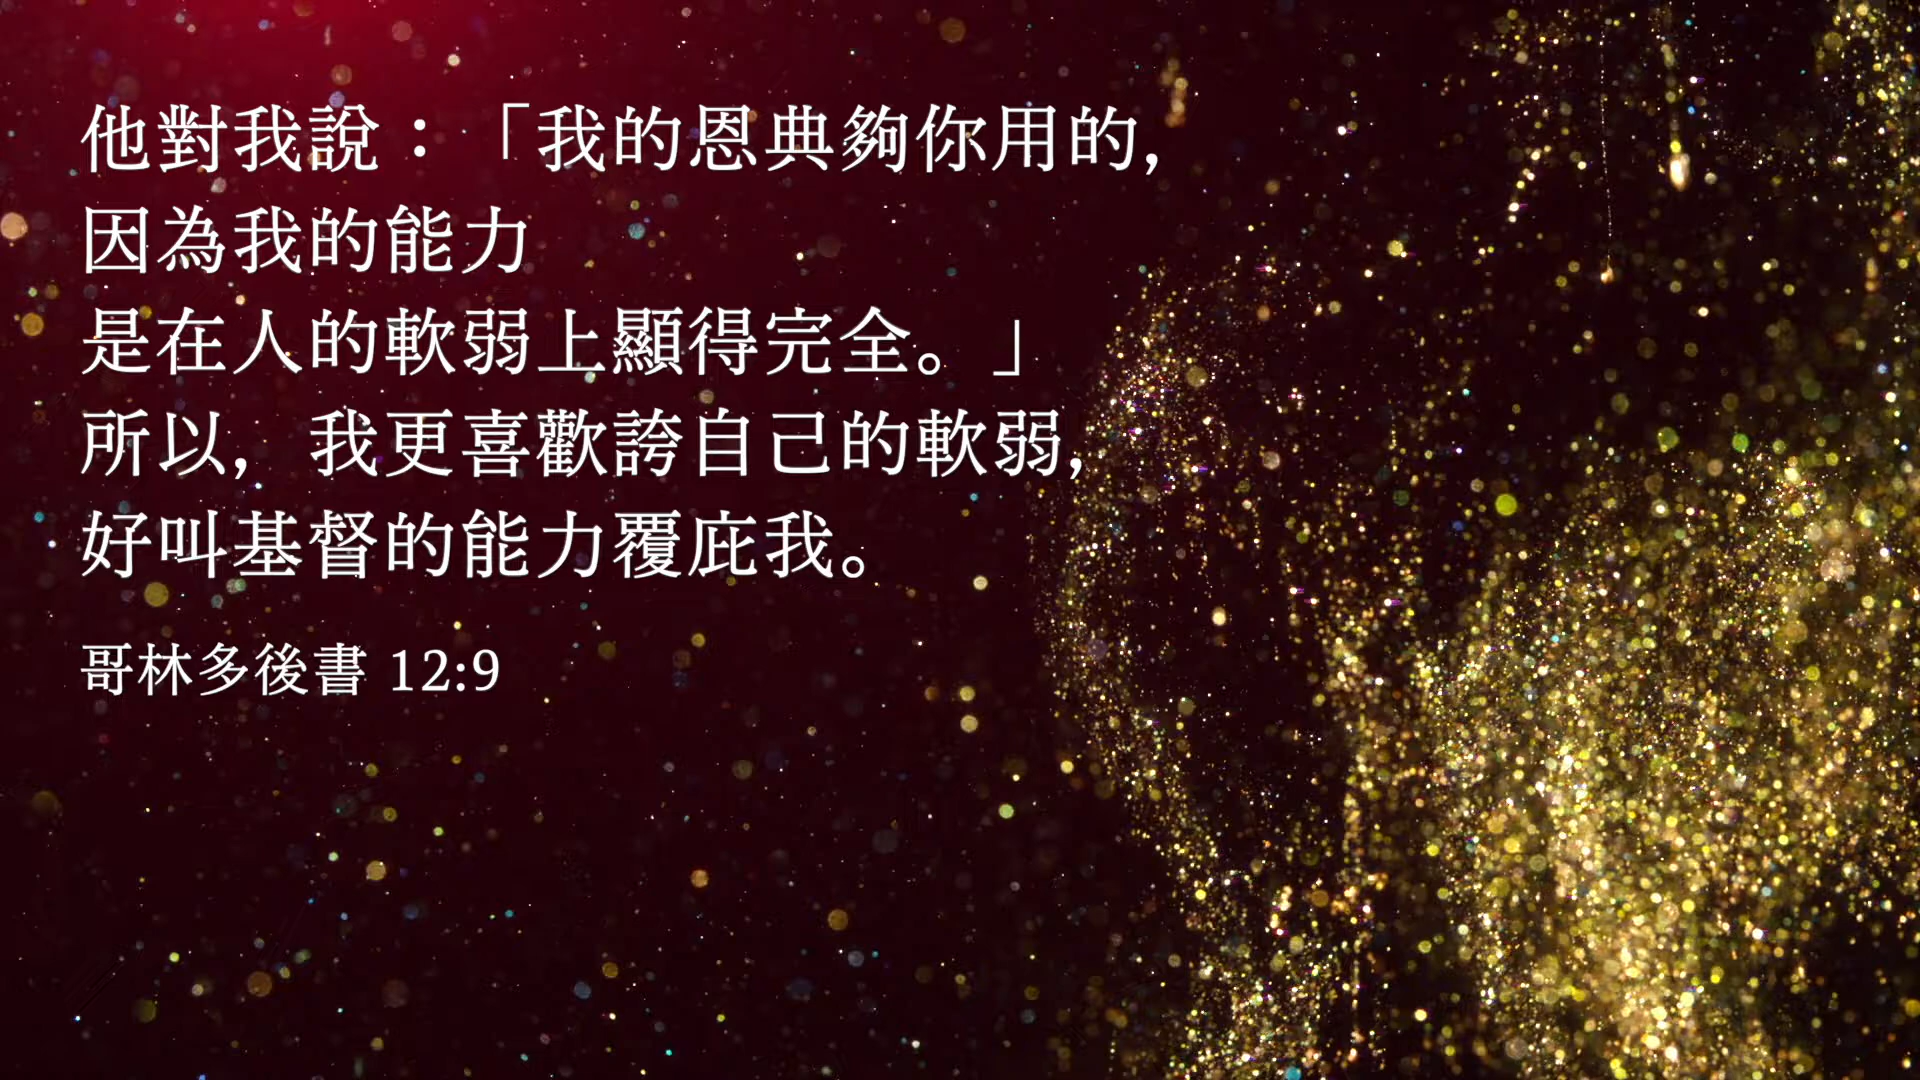 他對我說：「我的恩典夠你用的，
因為我的能力
是在人的軟弱上顯得完全。」
所以，我更喜歡誇自己的軟弱，
好叫基督的能力覆庇我。
哥林多後書 12:9